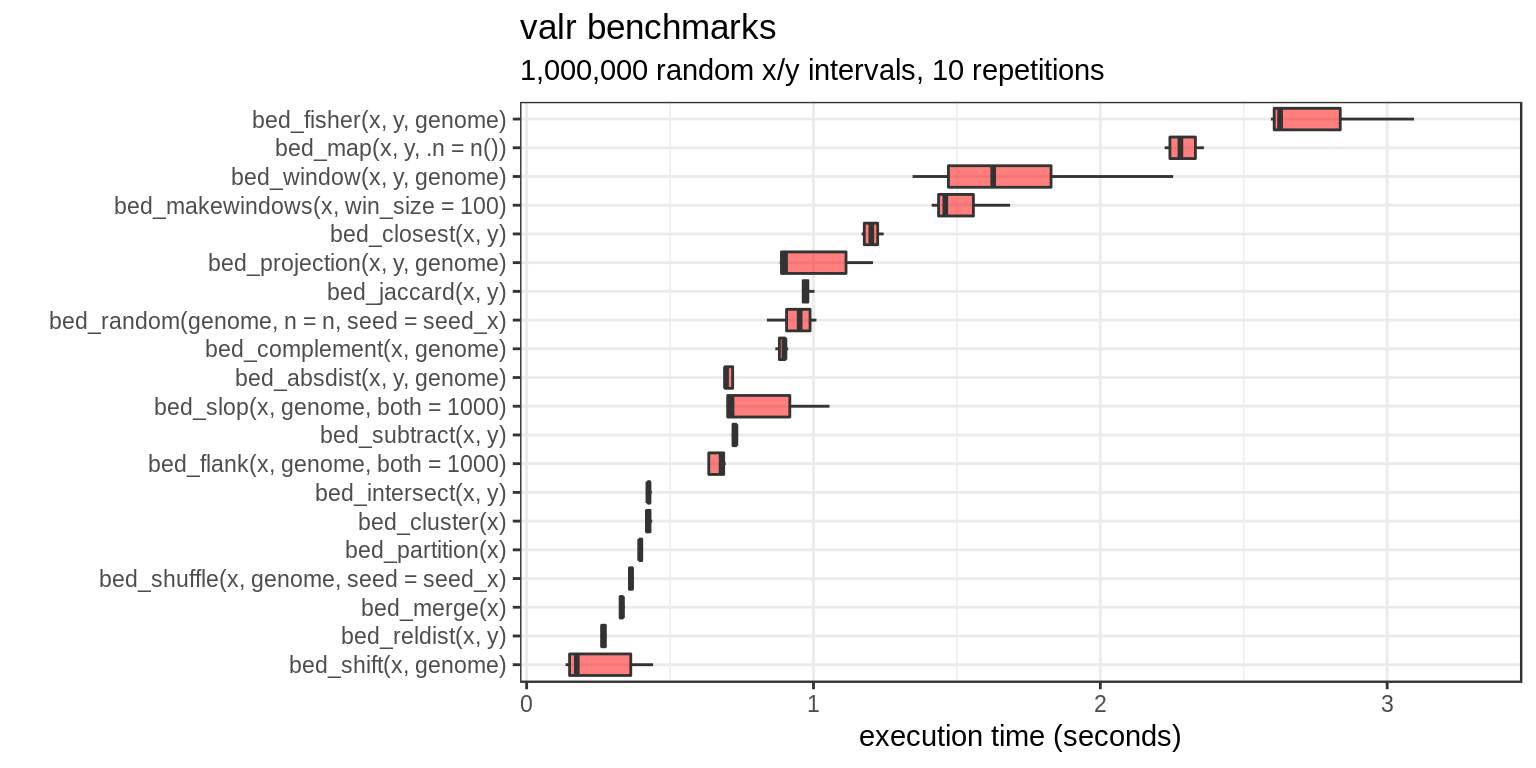 valr benchmarks
1,000,000 random x/y intervals, 10 repetitions
bed_fisher(x, y, genome)
bed_map(x, y, .n = n())
bed_window(x, y, genome)
bed_makewindows(x, win_size = 100)
bed_closest(x, y)
bed_projection(x, y, genome)
bed_jaccard(x, y)
bed_random(genome, n = n, seed = seed_x)
bed_complement(x, genome)
bed_absdist(x, y, genome)
bed_slop(x, genome, both = 1000)
bed_subtract(x, y)
bed_flank(x, genome, both = 1000)
bed_intersect(x, y)
bed_cluster(x)
bed_partition(x)
bed_shuffle(x, genome, seed = seed_x)
bed_merge(x)
bed_reldist(x, y)
bed_shift(x, genome)
0 1 2 3
execution time (seconds)